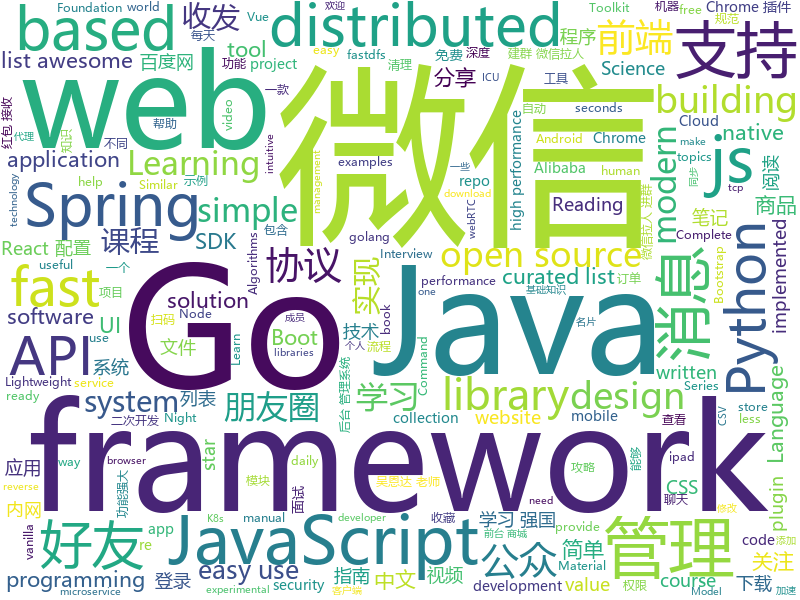 based
distributed
收发
Vue
每天
Foundation world
功能
fastdfs
清理
欢迎
机器
Toolkit
free
规范
Chrome 插件
easy
建群 微信拉人
程序
免费
深度
ICU
前端
支持
list awesome
百度网
tool
project
video
分享
工具
Science
红包 接收
代理
知识
web
微信
一款
帮助
不同
intuitive
自动
Chrome
Android
一些
seconds
building
Cloud
make
同步
native
topics
tcp
application
Learning
示例
management
examples
Similar
download
webRTC
high performance
Alibaba
repo
human
微信拉人 进群
modern
js
阅读
technology
help
Spring
simple
包含
golang
Reading
笔记
商品
React
配置
课程
SDK
Algorithms
Interview
Complete
订单
Bootstrap
useful
一个
Go
Java
协议
open source
消息
Python
implemented
fast
项目
solution
performance
one
book
实现
curated list
基础知识
software
Node
扫码
成员
libraries
名片
API
UI
Boot
技术
个人
流程
Command
library
design
Lightweight
service
系统
文件
Learn
use
written
Series
Language
ready
system
列表
朋友圈
学习
website
mobile
store
less
查看
CSV
二次开发
Night
后台 管理系统
collection
framework
star
plugin
应用
way
功能强大
吴恩达 老师
攻略
能够
ipad
reverse
browser
模块
daily
面试
CSS
内网
K8s
manual
收藏
学习 强国
provide
code
添加
vanilla
好友
JavaScript
公众
管理
关注
app
developer
聊天
前台 商城
Material
权限
修改
re
need
简单
programming
登录
easy use
指南
中文
视频
course
value
下载
experimental
microservice
security
客户端
development
Model
加速